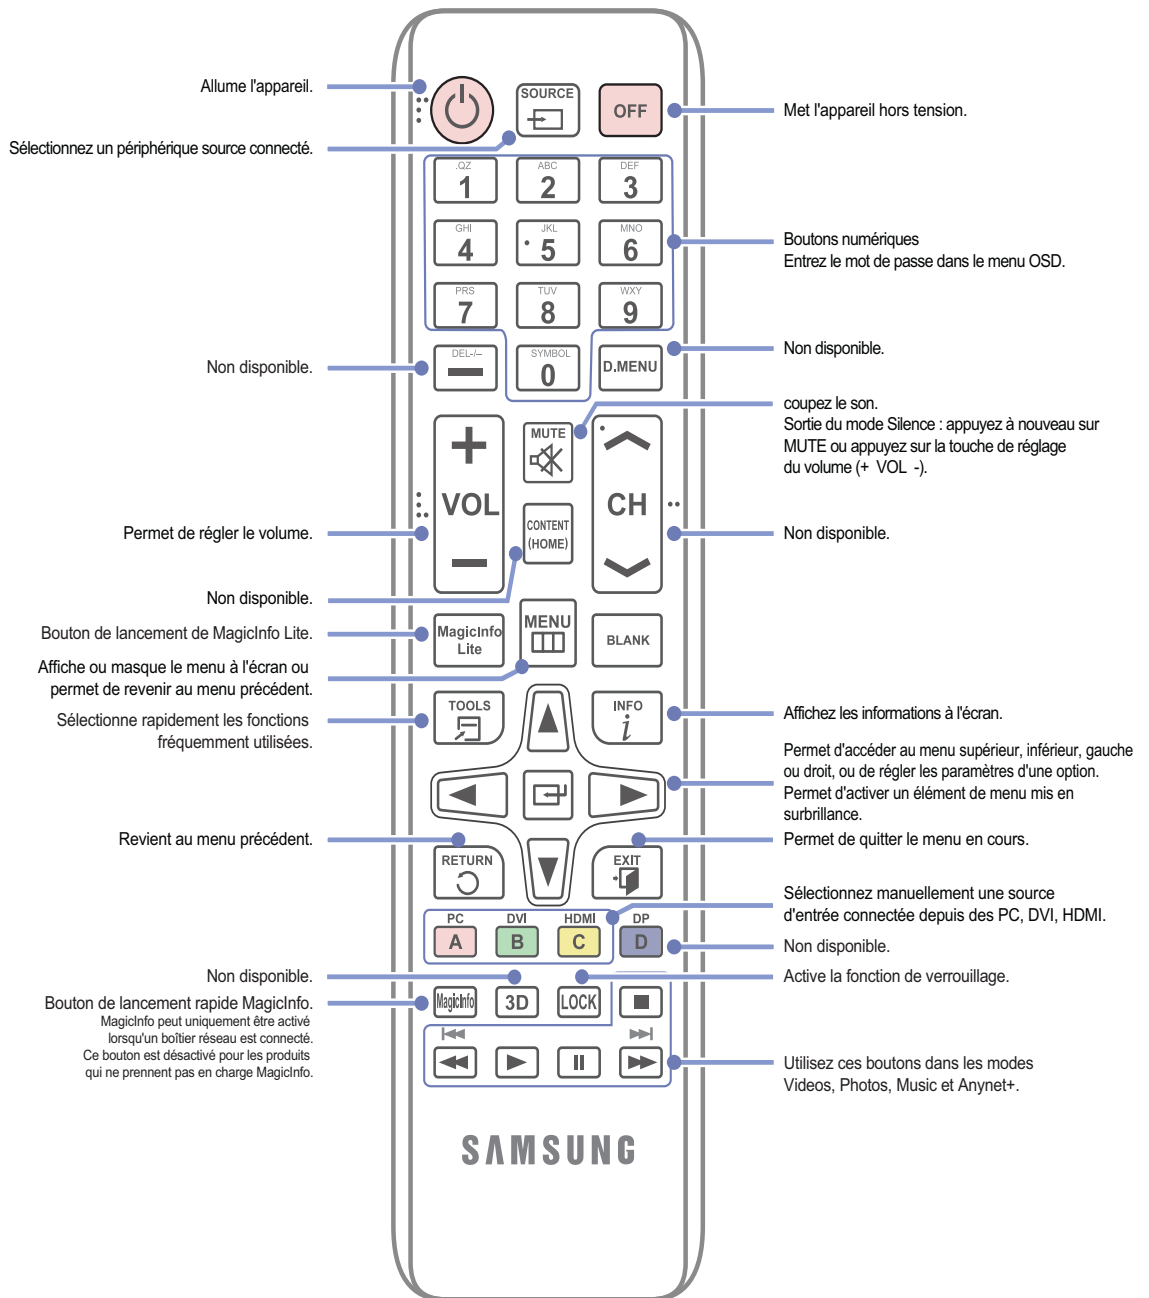 Allume l'appareil.
SOURCE
OFF
Met l'appareil hors tension.
Sélectionnez un périphérique source connecté.
.QZ
1
ABC
2
DEF
3
GHI
4
JKL
5
MNO
6
Boutons numériques
Entrez le mot de passe dans le menu OSD.
PRS
7
TUV
8
WXY
9
Non disponible.
DEL-/--
SYMBOL
0
D.MENU
Non disponible.
MUTE
coupez le son.
Sortie du mode Silence : appuyez à nouveau sur
MUTE ou appuyez sur la touche de réglage
du volume (+ VOL -).
VOL
CH
Permet de régler le volume.
CONTENT
(HOME)
Non disponible.
Non disponible.
Bouton de lancement de MagicInfo Lite.
MagicInfo
Lite
MENU
BLANK
Affiche ou masque le menu à l'écran ou
permet de revenir au menu précédent.
TOOLS
INFO
i
Sélectionne rapidement les fonctions
fréquemment utilisées.
Affichez les informations à l'écran.
Permet d'accéder au menu supérieur, inférieur, gauche
ou droit, ou de régler les paramètres d'une option.
Permet d'activer un élément de menu mis en
surbrillance.
Revient au menu précédent.
Permet de quitter le menu en cours.
RETURN
EXIT
Sélectionnez manuellement une source
d'entrée connectée depuis des PC, DVI, HDMI.
PC
DVI
HDMI
DP
A
B
C
D
Non disponible.
Non disponible.
Active la fonction de verrouillage.
Bouton de lancement rapide MagicInfo.
MagicInfo
3D
LOCK
MagicInfo peut uniquement être activé
lorsqu'un boîtier réseau est connecté.
Ce bouton est désactivé pour les produits
qui ne prennent pas en charge MagicInfo.
Utilisez ces boutons dans les modes
Videos, Photos, Music et Anynet+.
SAMSUNG